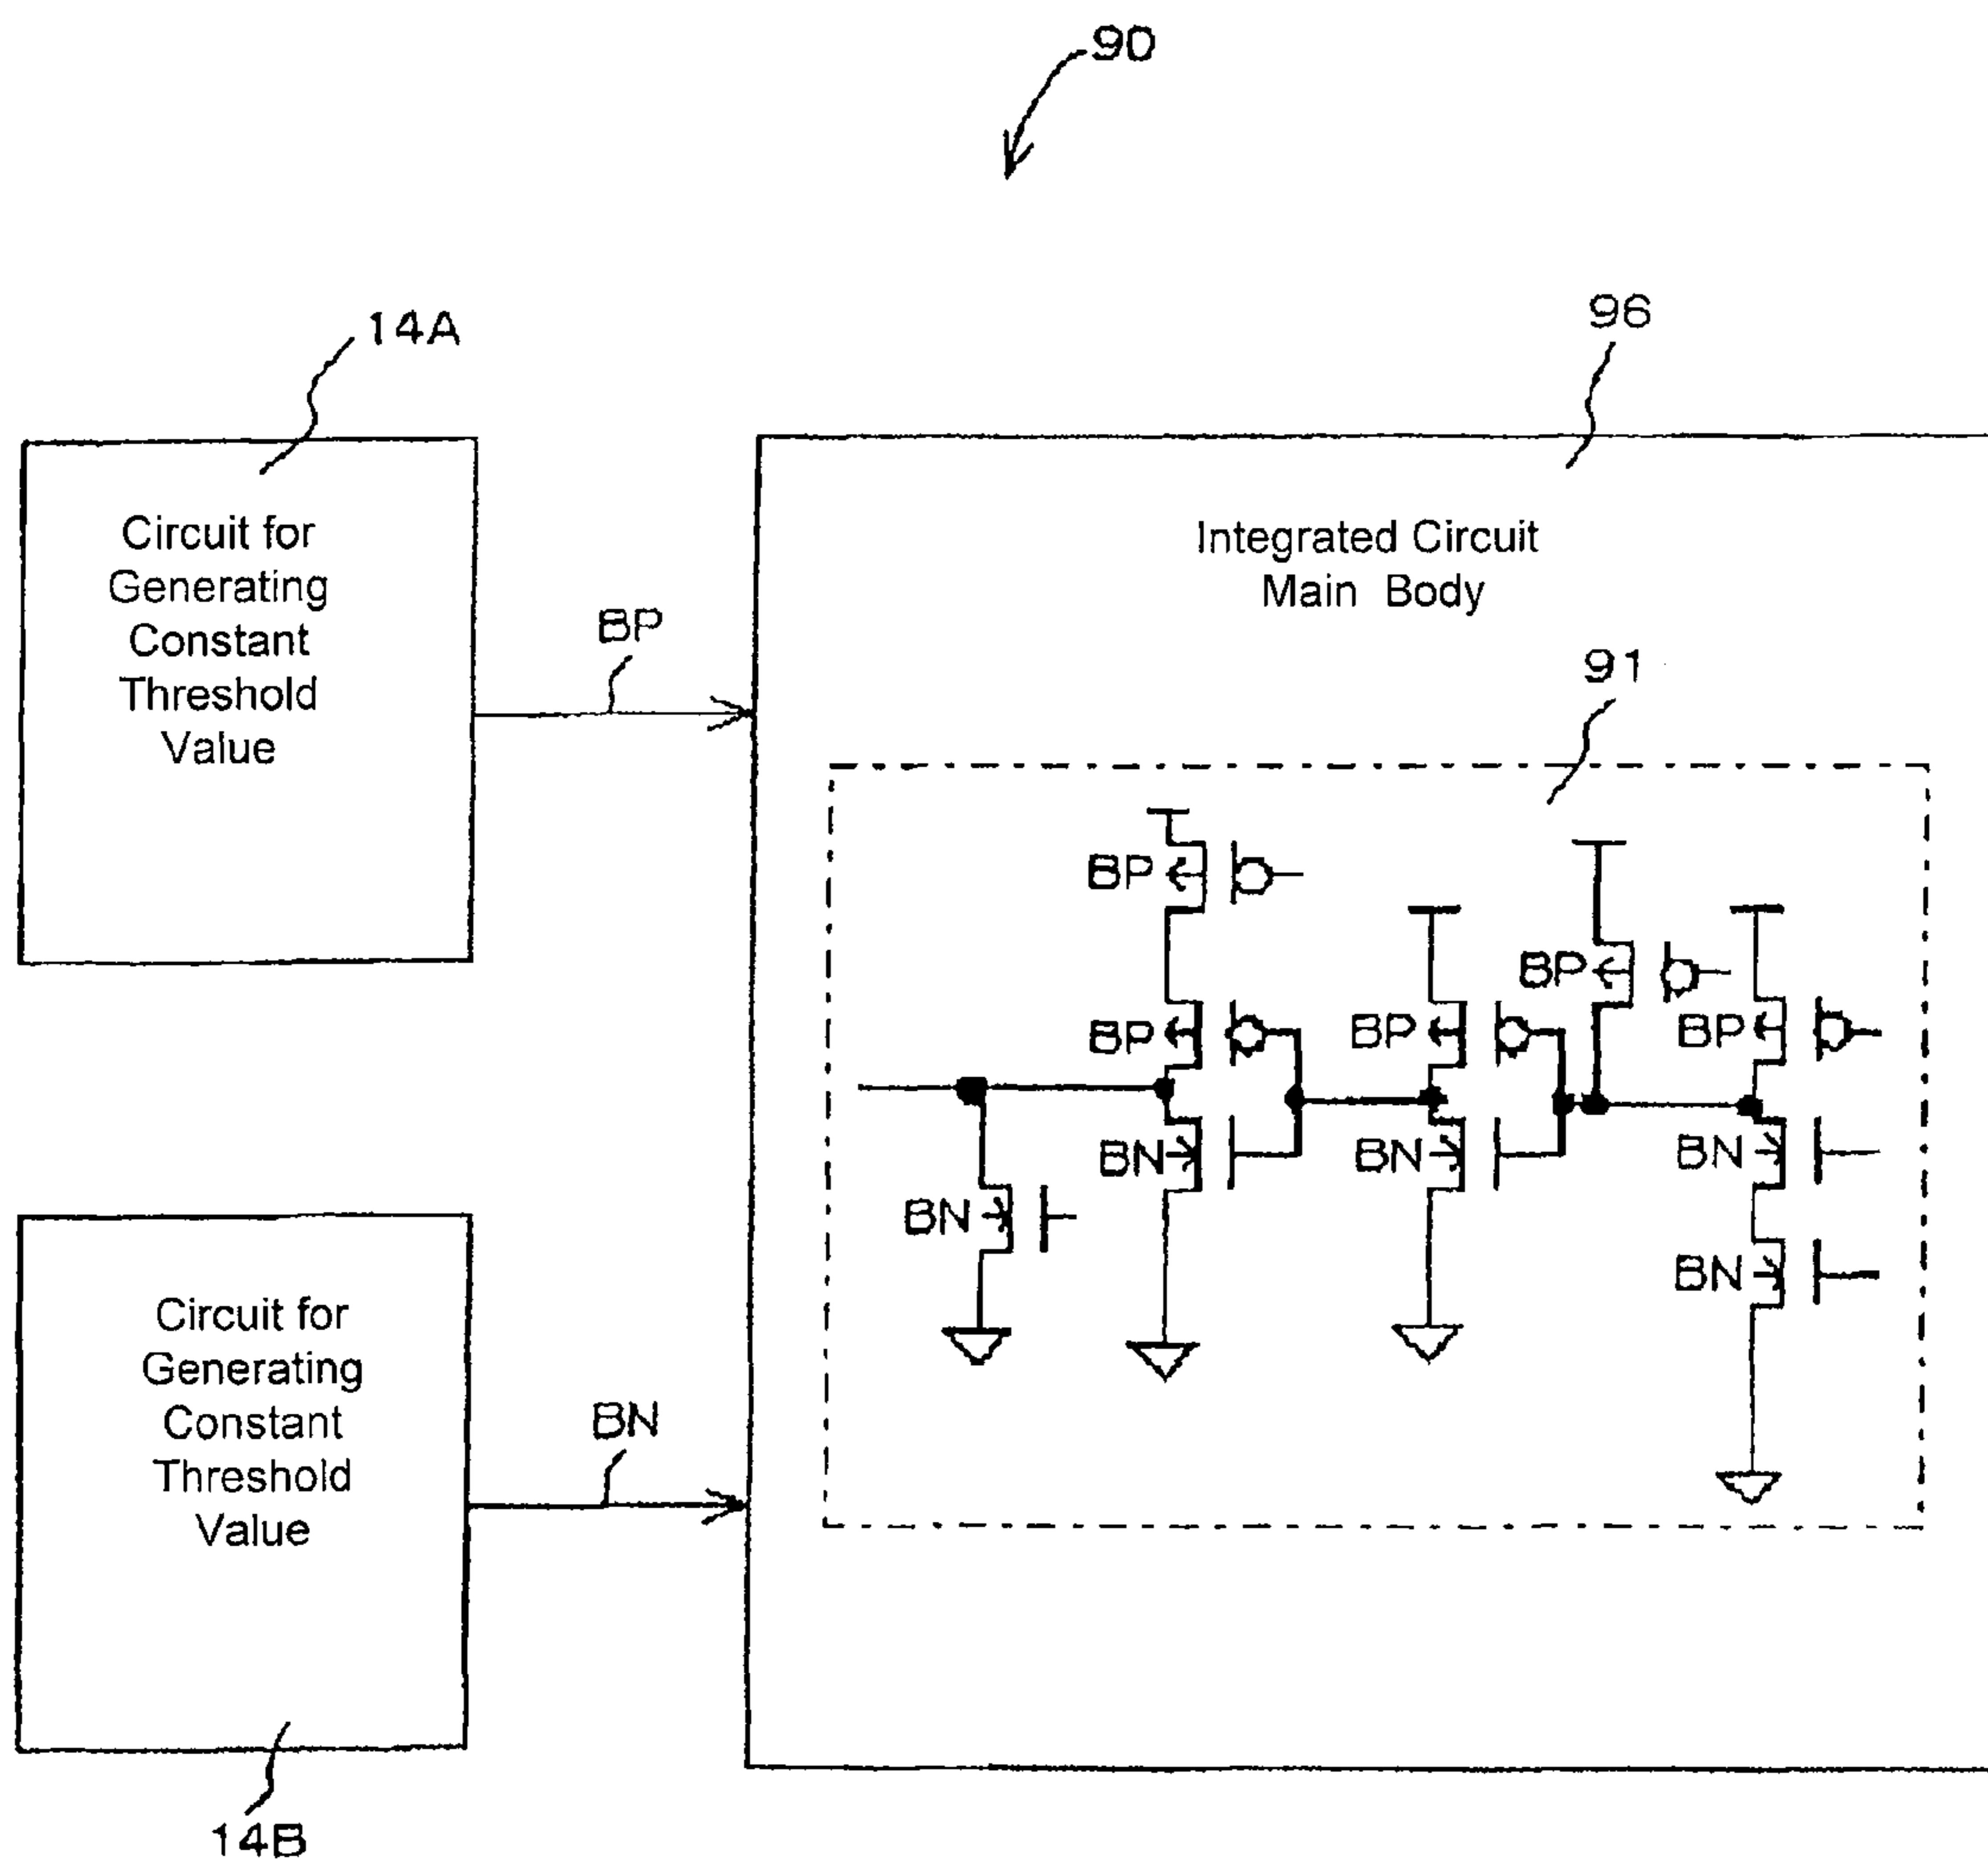 90
14A
96
Circuit for
Generating
Constant
Threshold
Value
Integrated Circuit
Main Body
BP
91
BP
BP
BP
BP
BP
BN
BN
BN
BN
BN
Circuit for
Generating
Constant
Threshold
Value
BN
14B